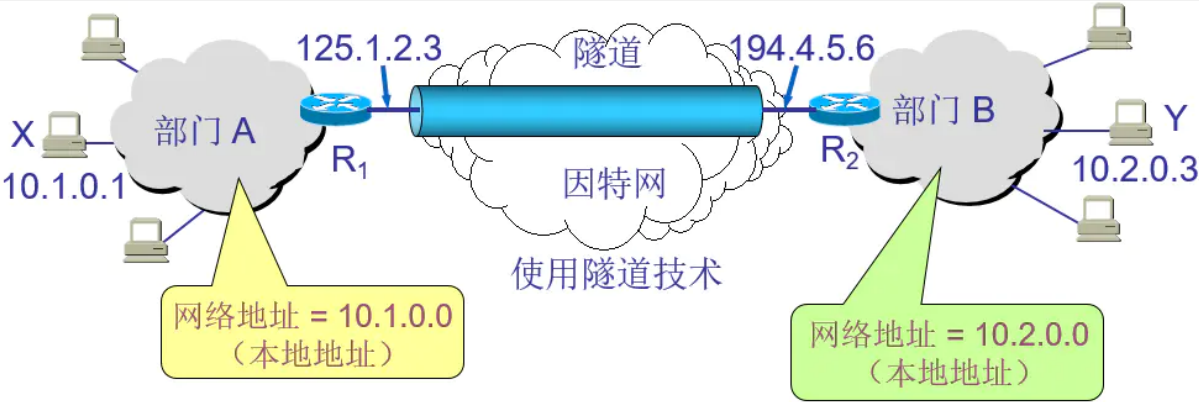 125.1.2.3
隧道
194.4.5.6
部门 A
部门 B
X
Y
R1
R2
10.1.0.1
10.2.0.3
因特网
使用隧道技术
网络地址 = 10.1.0.0
（本地地址）
网络地址 = 10.2.0.0
（本地地址）